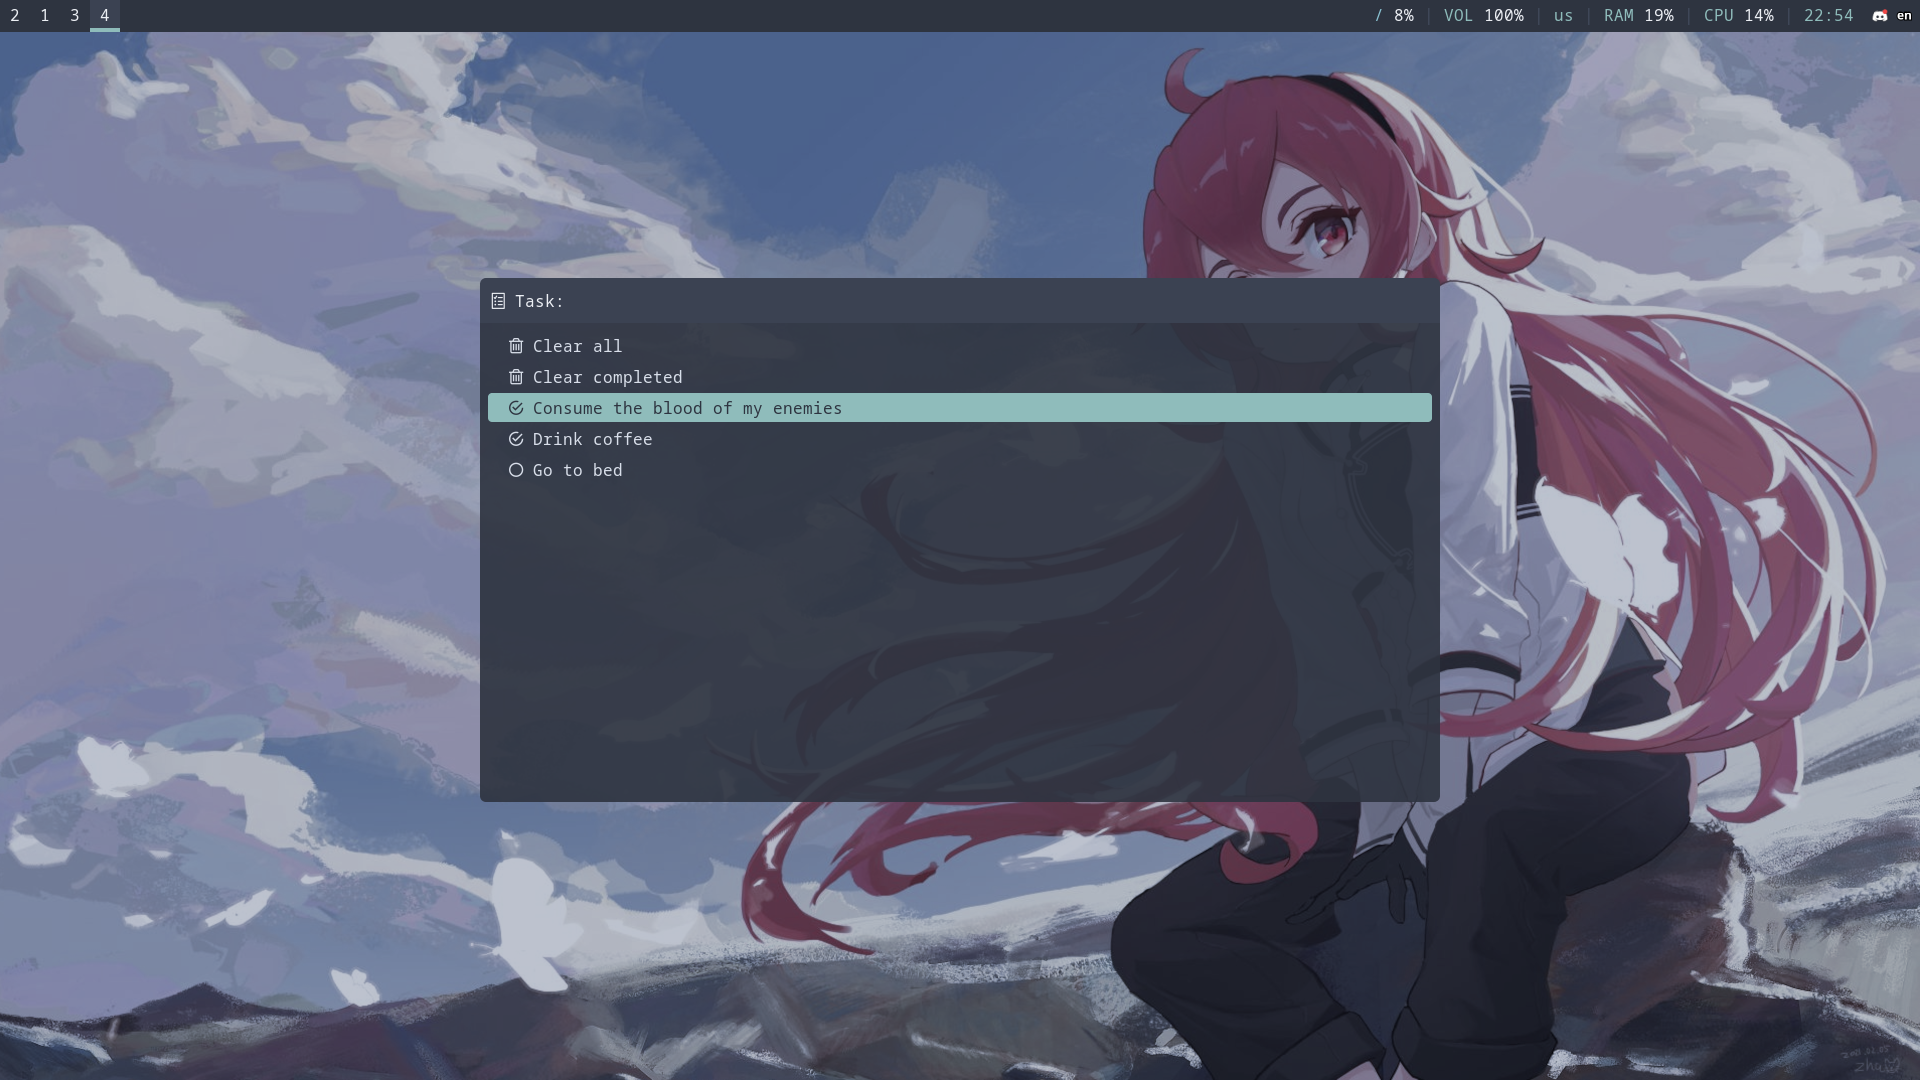 2 1 3 4
/ 8% VOL 100% us RAM 19% CPU 14% 22:54 en
Task:
Clear all
Clear completed
Consume the blood of my enemies
Drink coffee
Go to bed